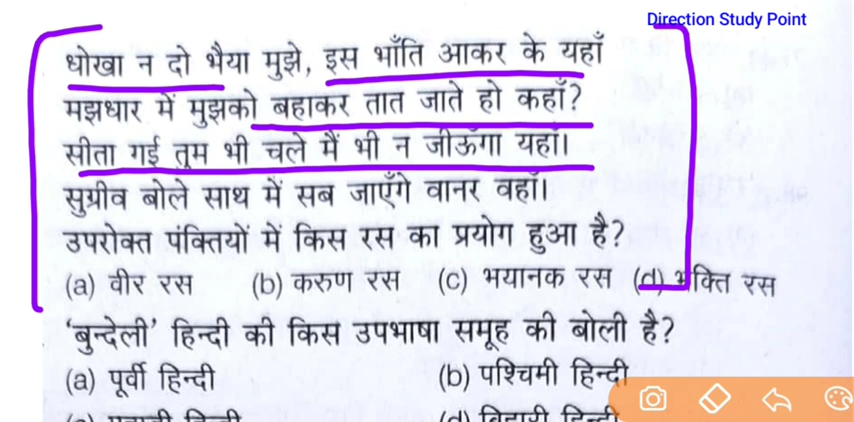 Direction Study Point
धोखा न दो भैया मुझे, इस भाँति आकर के यहाँ
मझधार में मुझको बहाकर तात जाते हो कहाँ?
सीता गई तुम भी चले मैं भी न जीऊँगा यहां।
सुग्रीव बोले साथ में सब जाएँगे वानर वहाँ।
उपरोक्त पंक्तियों में किस रस का प्रयोग हुआ है?
(a) वीर रस (b) करुण रस (c) भयानक रस (d) भक्ति रस
'बुन्देली' हिन्दी की किस उपभाषा समूह की बोली है?
(a) पूर्वी हिन्दी (b) पश्चिमी हिन्दी